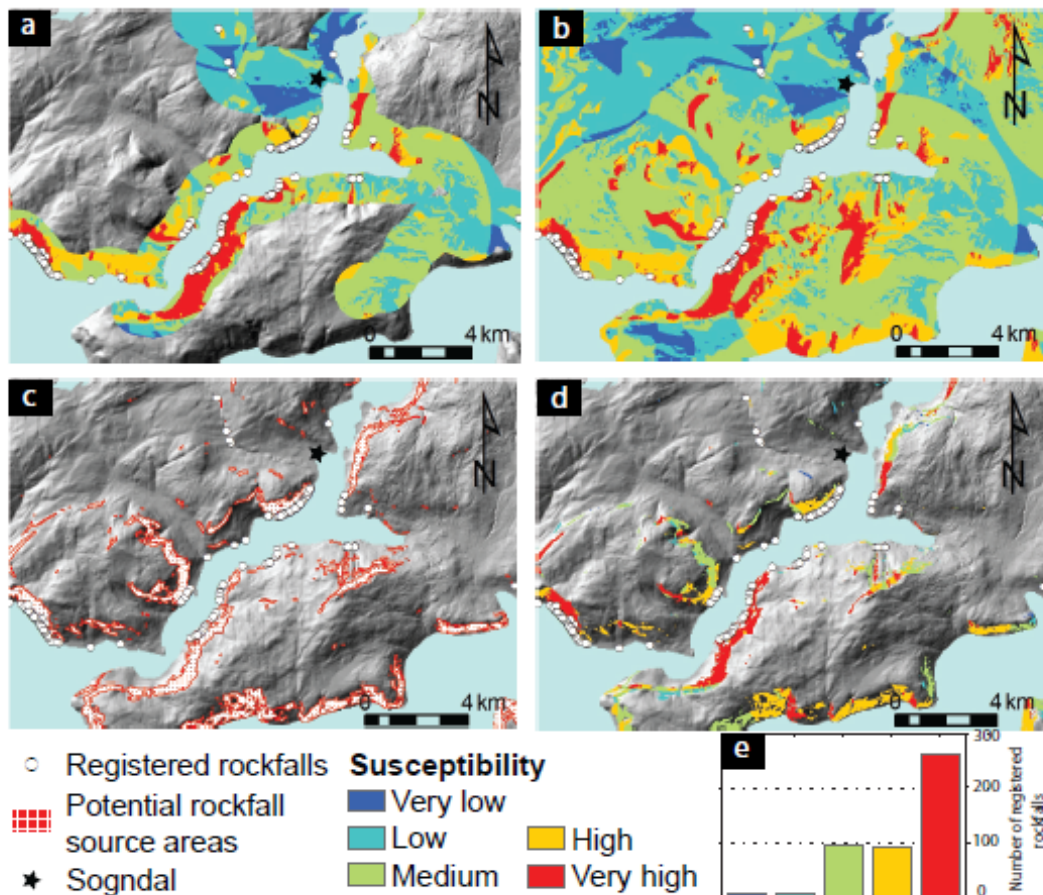 a
N
0 4 km
b
N
0 4 km
c
N
0 4 km
d
N
0 4 km
Registered rockfalls
Potential rockfall
source areas
Sogndal
Susceptibility
Very low
Low
Medium
High
Very high
e
300
200
100
0
Number of registered
rockfalls